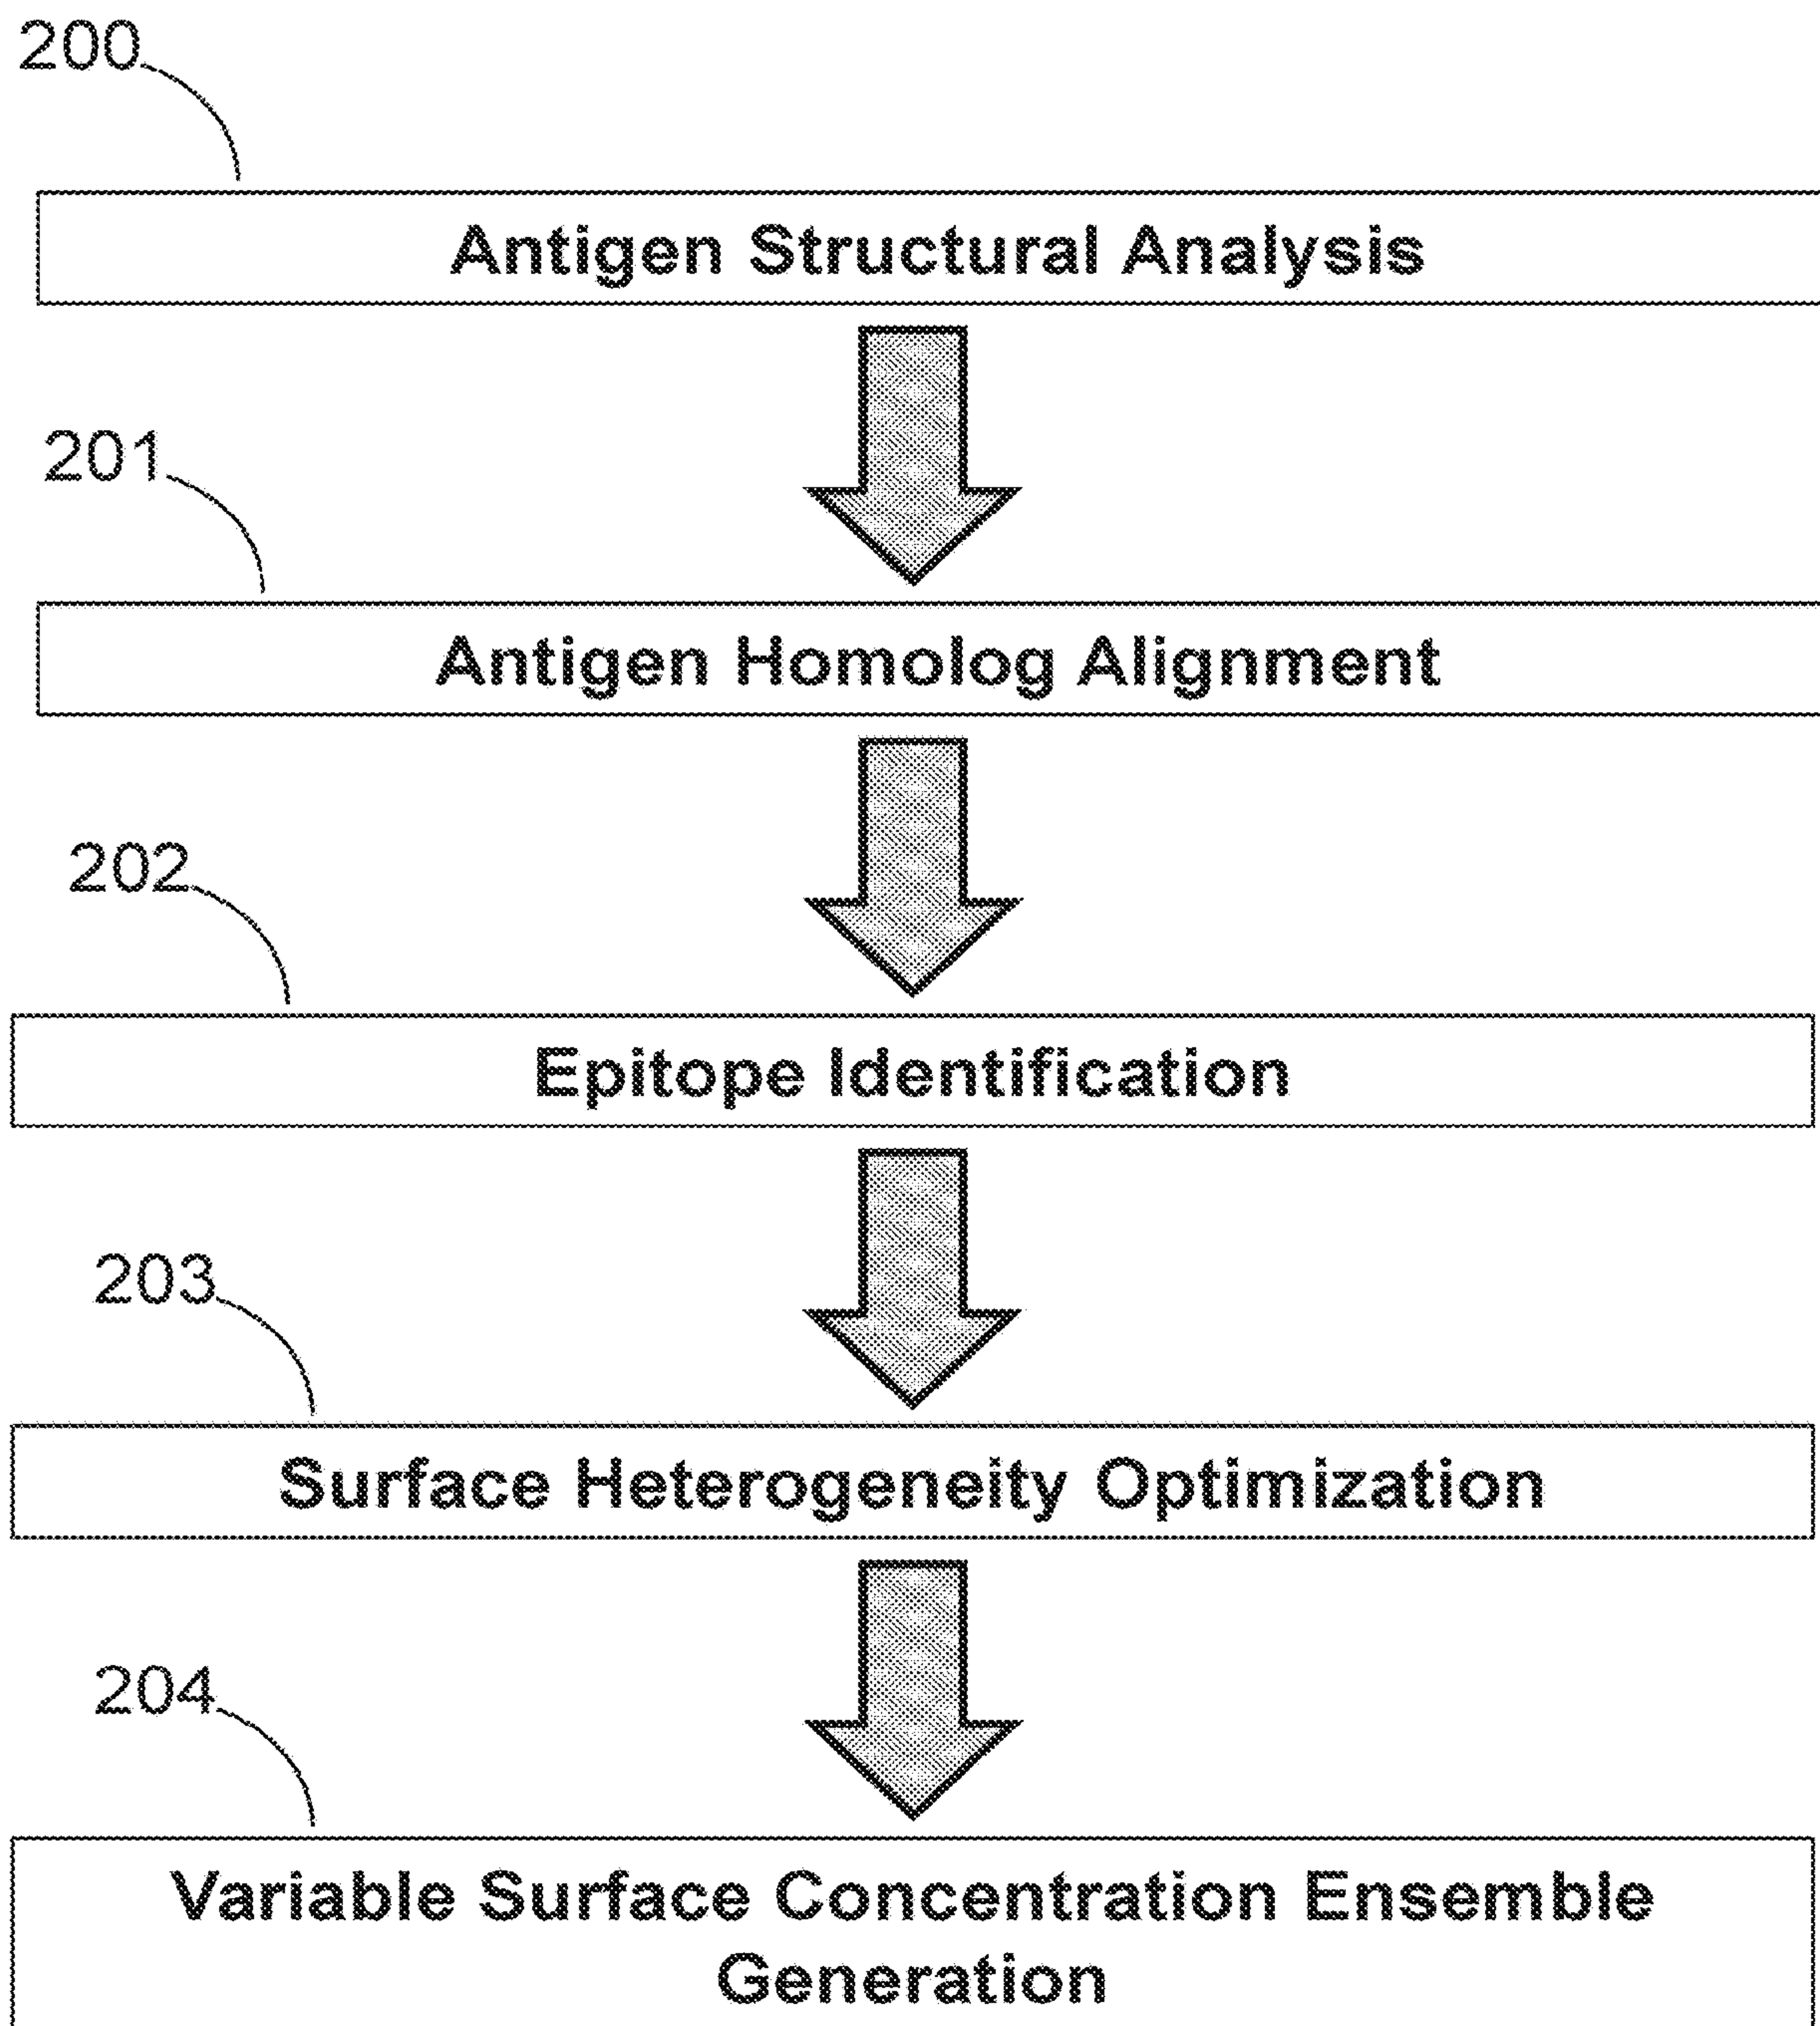 200
Antigen Structural Analysis
201
Antigen Homolog Alignment
202
Epitope Identification
203
Surface Heterogeneity Optimization
204
Variable Surface Concentration Ensemble
Generation